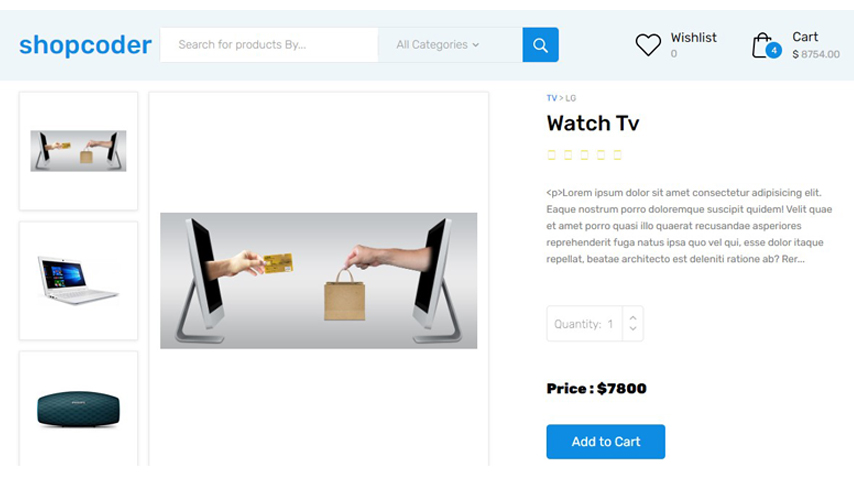 shopcoder
Search for products By...
All Categories
Wishlist
0
Cart
4
$ 8754.00
TV > LG
Watch Tv
<p>Lorem ipsum dolor sit amet consectetur adipisicing elit.
Eaque nostrum porro doloremque suscipit quidem! Velit quae
et amet porro quasi illo quaerat recusandae asperiores
reprehenderit fuga natus ipsa quo vel qui, esse dolor itaque
repellat, beatae architecto est deleniti ratione ab? Rer...
Quantity: 1
Price : $7800
Add to Cart